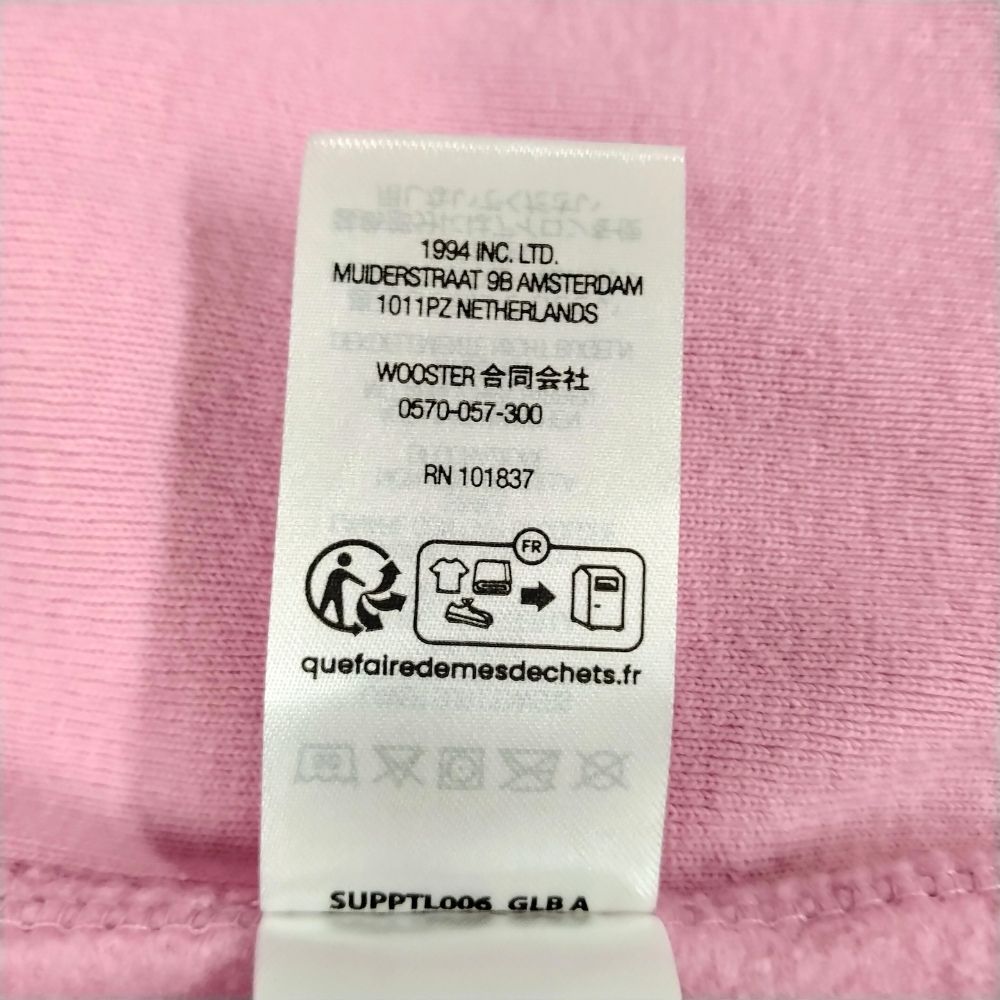 1994 INC. LTD.
MUIDERSTRAAT 9B AMSTERDAM
1011PZ NETHERLANDS
WOOSTER 合同会社
0570-057-300
RN 101837
FR
quefairedemesdechets.fr
SUPPTL006 GLB A